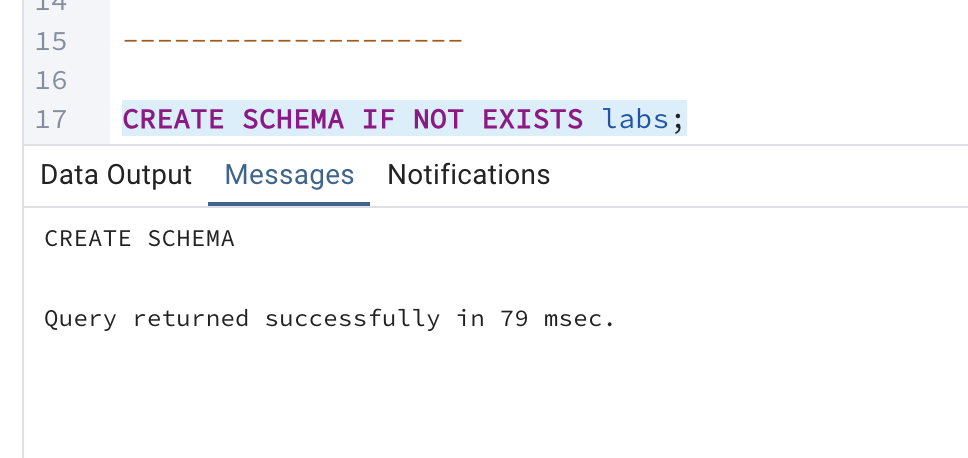 14
15 --------------------
16
17 CREATE SCHEMA IF NOT EXISTS labs;
Data Output Messages Notifications
CREATE SCHEMA
Query returned successfully in 79 msec.